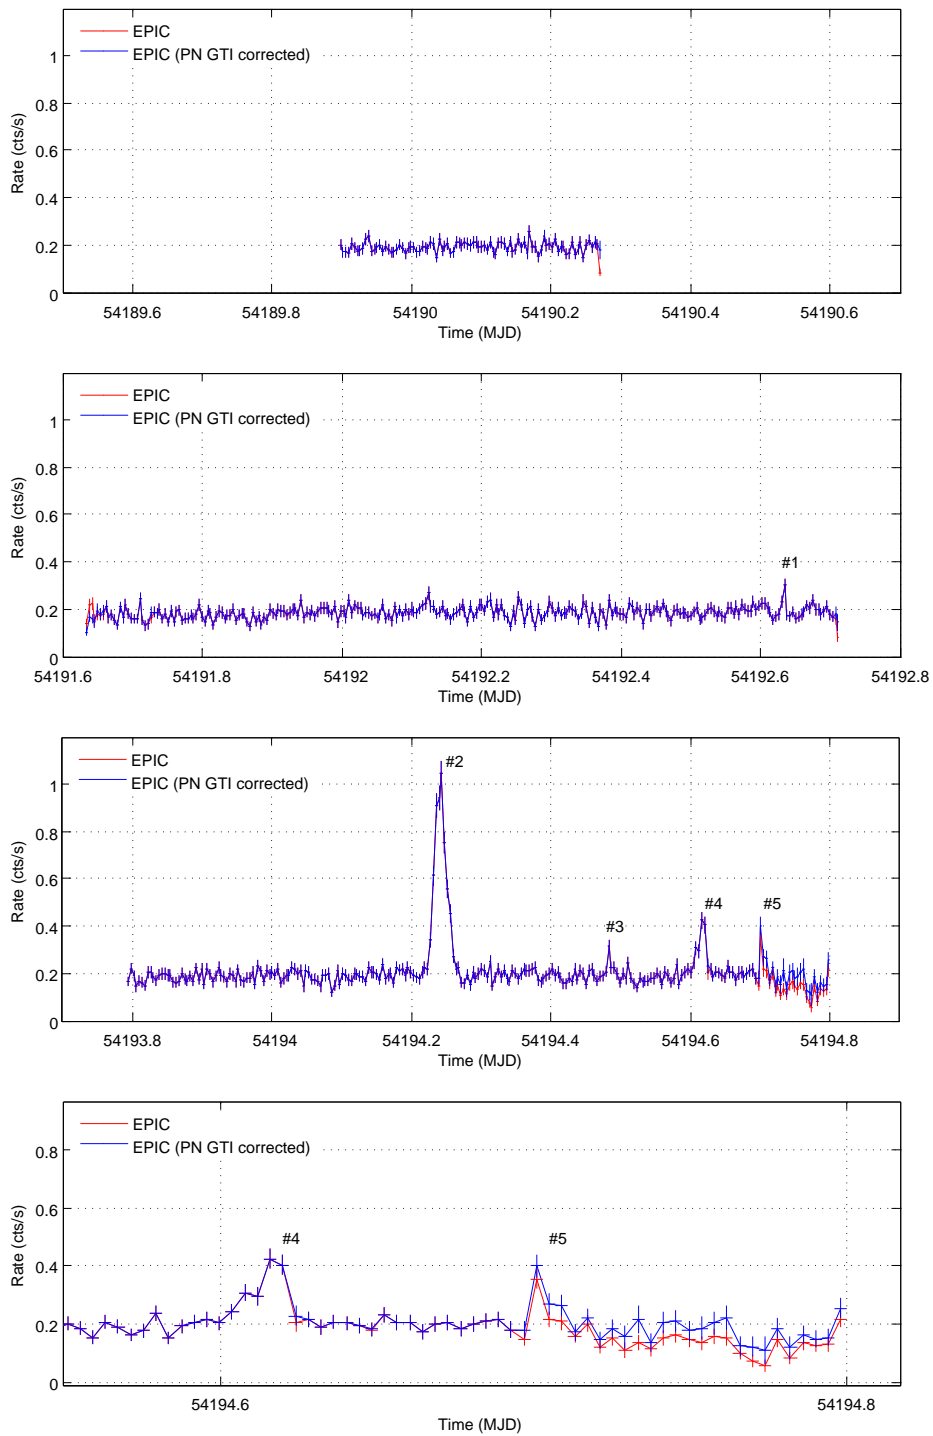 EPIC
EPIC (PN GTI corrected)
1
0.8
0.6
0.4
0.2
0
Rate (cts/s)
54189.6 54189.8 54190 54190.2 54190.4 54190.6
Time (MJD)
EPIC
EPIC (PN GTI corrected)
1
0.8
0.6
0.4
0.2
0
Rate (cts/s)
#1
54191.6 54191.8 54192 54192.2 54192.4 54192.6 54192.8
Time (MJD)
EPIC
EPIC (PN GTI corrected)
1
0.8
0.6
0.4
0.2
0
Rate (cts/s)
#2
#3
#4
#5
54193.8 54194 54194.2 54194.4 54194.6 54194.8
Time (MJD)
EPIC
EPIC (PN GTI corrected)
0.8
0.6
0.4
0.2
0
Rate (cts/s)
#4
#5
54194.6 54194.8
Time (MJD)